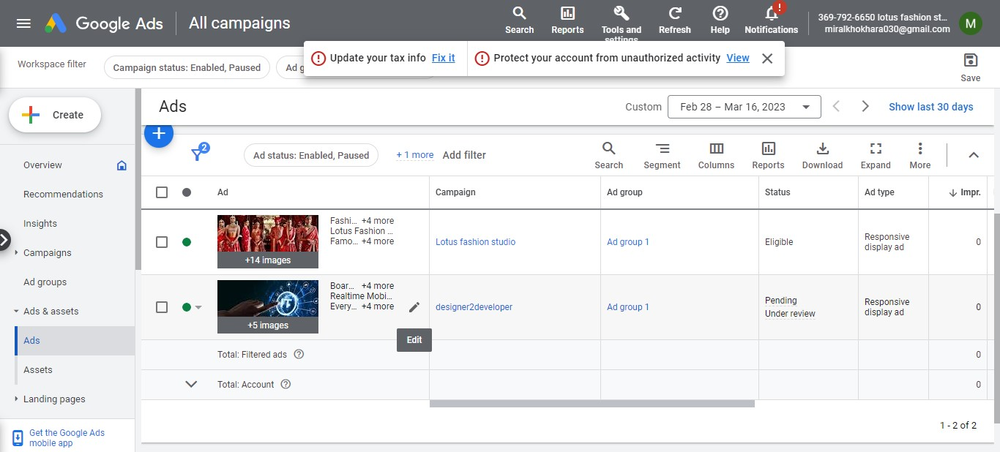 Google Ads
All campaigns
Search
Reports
Tools and
settings
Refresh
Help
Notifications
369-792-6650 lotus fashion st...
miralkhokhara030@gmail.com
M
Workspace filter
Campaign status: Enabled, Paused
Ad g
Update your tax info Fix it
Protect your account from unauthorized activity View
Save
Create
Overview
Recommendations
Insights
Campaigns
Ad groups
Ads & assets
Ads
Assets
Landing pages
Get the Google Ads
mobile app
Ads
Custom
Feb 28 – Mar 16, 2023
Show last 30 days
2
Ad status: Enabled, Paused
+ 1 more
Add filter
Search
Segment
Columns
Reports
Download
Expand
More
Ad
Campaign
Ad group
Status
Ad type
Impr.
+14 images
Fashi... +4 more
Lotus Fashion ...
Famo... +4 more
Lotus fashion studio
Ad group 1
Eligible
Responsive
display ad
0
+5 images
Boar... +4 more
Realtime Mobi...
Every... +4 more
designer2developer
Ad group 1
Pending
Under review
Responsive
display ad
0
Edit
Total: Filtered ads
0
Total: Account
0
1 - 2 of 2